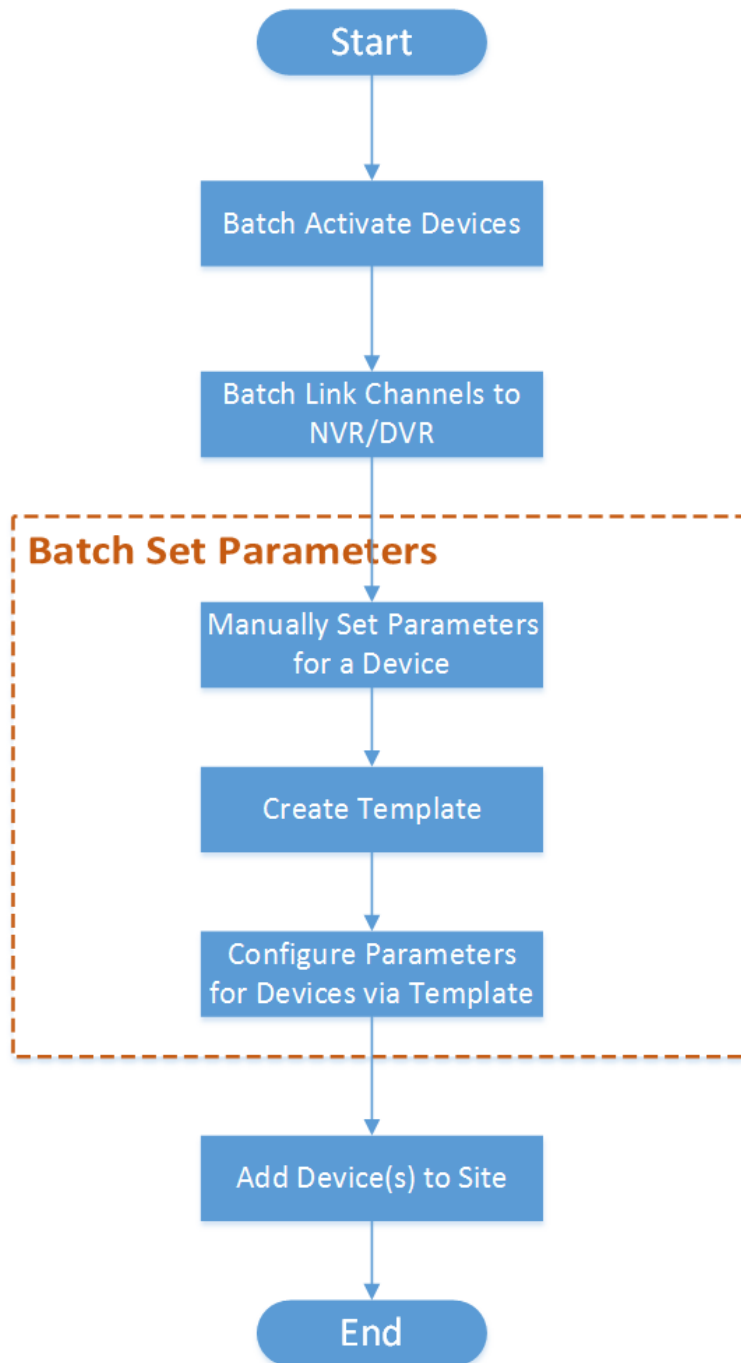 Start
Batch Activate Devices
Batch Link Channels to
NVR/DVR
Batch Set Parameters
Manually Set Parameters
for a Device
Create Template
Configure Parameters
for Devices via Template
Add Device(s) to Site
End